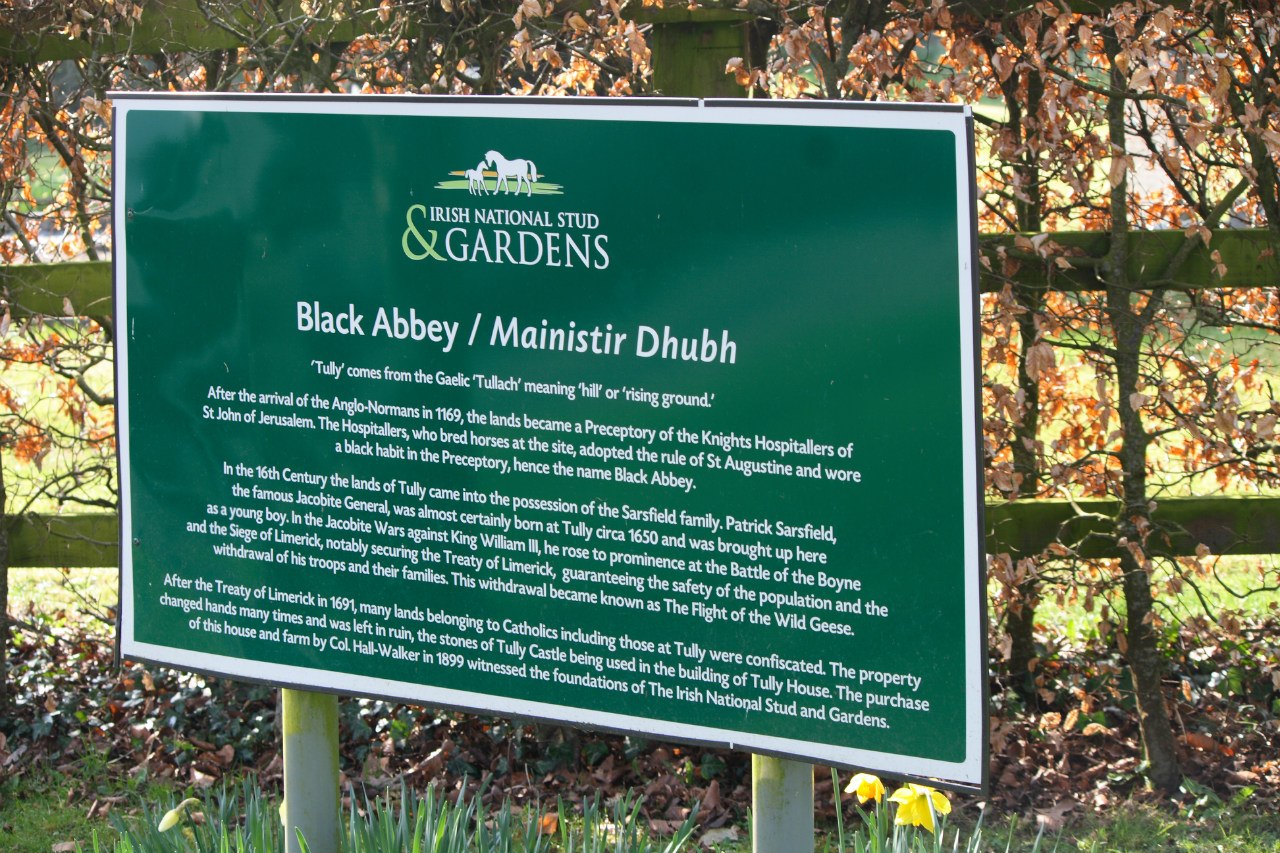 IRISH NATIONAL STUD
& GARDENS
Black Abbey / Mainistir Dhubh
'Tully' comes from the Gaelic 'Tullach' meaning 'hill' or 'rising ground.'
After the arrival of the Anglo-Normans in 1169, the lands became a Preceptory of the Knights Hospitallers of
St John of Jerusalem. The Hospitallers, who bred horses at the site, adopted the rule of St Augustine and wore
a black habit in the Preceptory, hence the name Black Abbey.
In the 16th Century the lands of Tully came into the possession of the Sarsfield family. Patrick Sarsfield,
the famous Jacobite General, was almost certainly born at Tully circa 1650 and was brought up here
as a young boy. In the Jacobite Wars against King William III, he rose to prominence at the Battle of the Boyne
and the Siege of Limerick, notably securing the Treaty of Limerick, guaranteeing the safety of the population and the
withdrawal of his troops and their families. This withdrawal became known as The Flight of the Wild Geese.
After the Treaty of Limerick in 1691, many lands belonging to Catholics including those at Tully were confiscated. The property
changed hands many times and was left in ruin, the stones of Tully Castle being used in the building of Tully House. The purchase
of this house and farm by Col. Hall-Walker in 1899 witnessed the foundations of The Irish National Stud and Gardens.